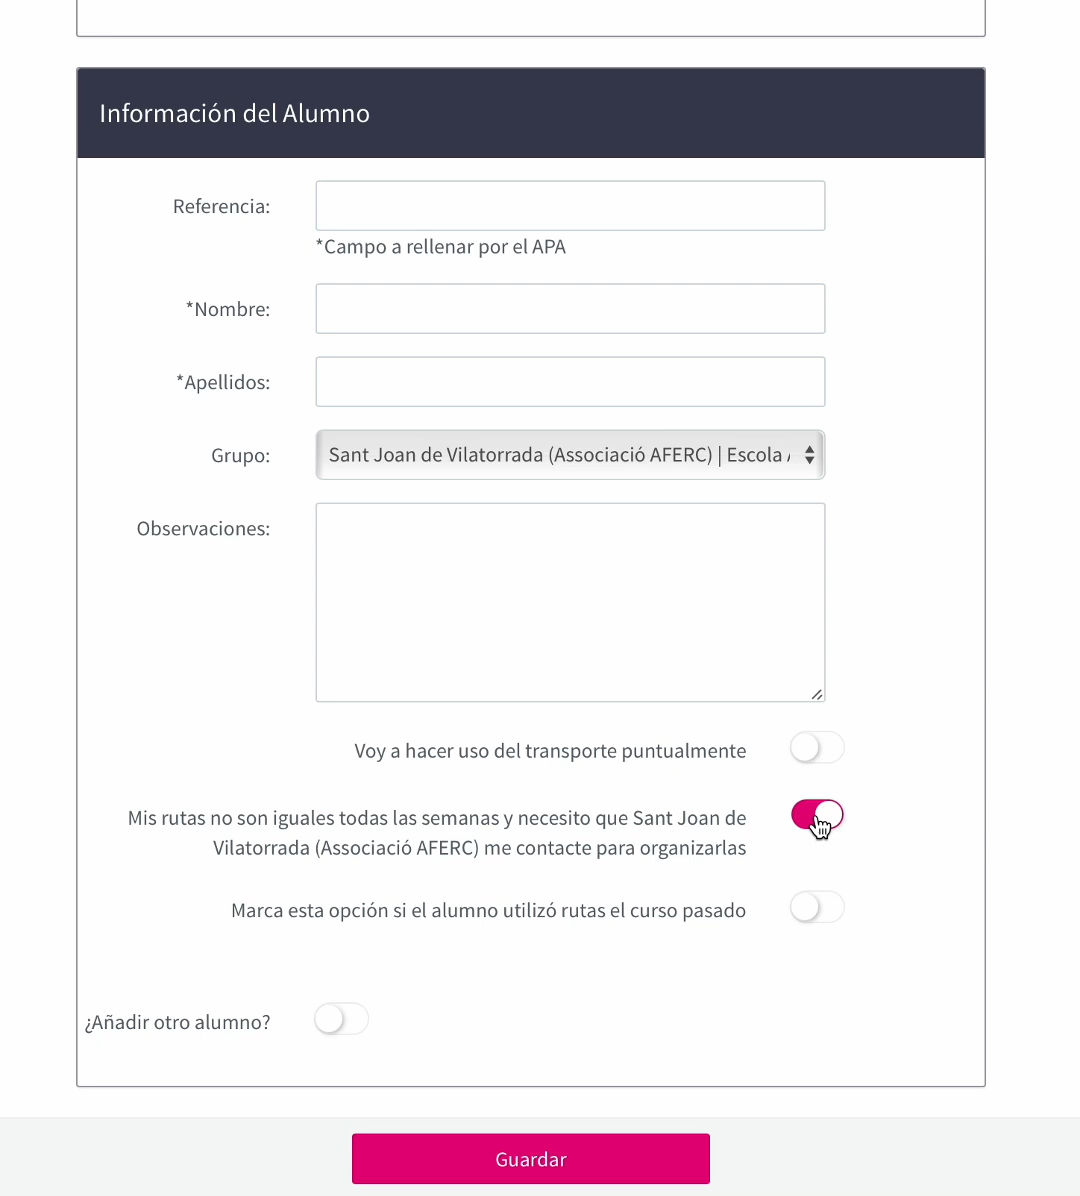 Información del Alumno
Referencia:
*Campo a rellenar por el APA
*Nombre:
*Apellidos:
Grupo:
Sant Joan de Vilatorrada (Associació AFERC) | Escola
Observaciones:
Voy a hacer uso del transporte puntualmente
Mis rutas no son iguales todas las semanas y necesito que Sant Joan de
Vilatorrada (Associació AFERC) me contacte para organizarlas
Marca esta opción si el alumno utilizó rutas el curso pasado
¿Añadir otro alumno?
Guardar